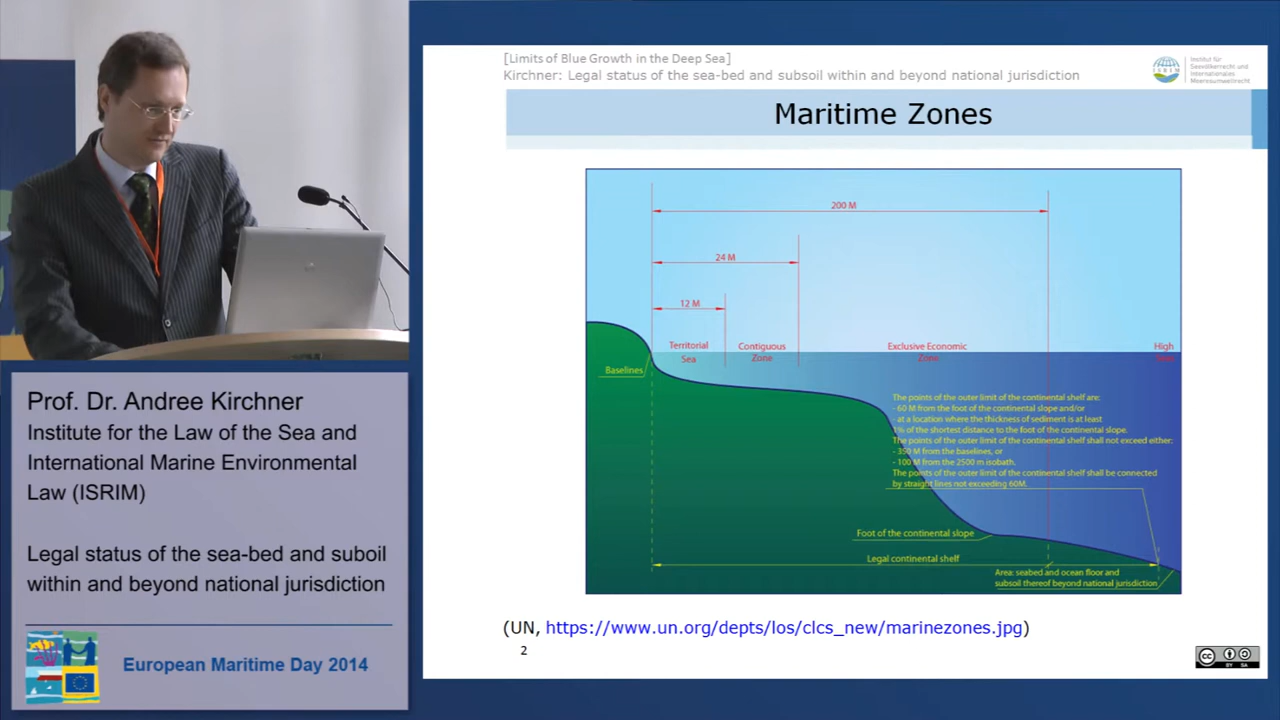 [Limits of Blue Growth in the Deep Sea]
Kirchner: Legal status of the sea-bed and subsoil within and beyond national jurisdiction
ISRIM
Institut für
Seevölkerrecht und
Internationales
Meeresumweltrecht
Maritime Zones
200 M
24 M
12 M
Territorial
Sea
Contiguous
Zone
Exclusive Economic
Zone
High
Baselines
The points of the outer limit of the continental shelf are:
- 60 M from the foot of the continental slope and/or
- at a location where the thickness of sediment is at least
1% of the shortest distance to the foot of the continental slope.
The points of the outer limit of the continental shelf shall not exceed either:
- 350 M from the baselines, or
- 100 M from the 2500 m isobath.
The points of the outer limit of the continental shelf shall be connected
by straight lines not exceeding 60M.
Foot of the continental slope
Legal continental shelf
Area: seabed and ocean floor and
subsoil thereof beyond national jurisdiction
(UN, https://www.un.org/depts/los/clcs_new/marinezones.jpg)
2
cc
BY SA
Prof. Dr. Andree Kirchner
Institute for the Law of the Sea and
International Marine Environmental
Law (ISRIM)
Legal status of the sea-bed and suboil
within and beyond national jurisdiction
European Maritime Day 2014